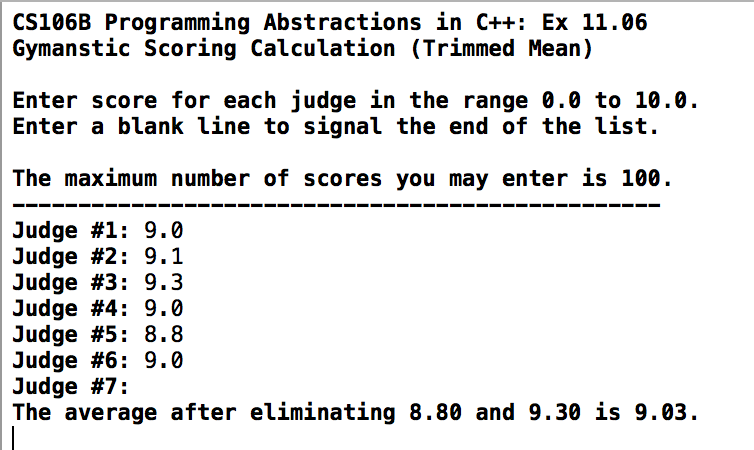 CS106B Programming Abstractions in C++: Ex 11.06
Gymanstic Scoring Calculation (Trimmed Mean)
Enter score for each judge in the range 0.0 to 10.0.
Enter a blank line to signal the end of the list.
The maximum number of scores you may enter is 100.
--------------------------------------------------
Judge #1: 9.0
Judge #2: 9.1
Judge #3: 9.3
Judge #4: 9.0
Judge #5: 8.8
Judge #6: 9.0
Judge #7:
The average after eliminating 8.80 and 9.30 is 9.03.